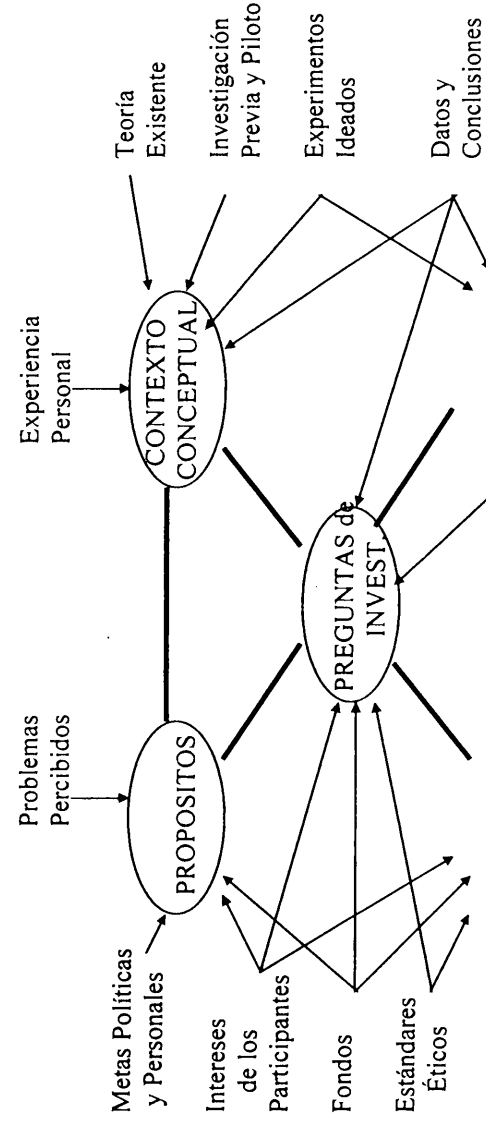 Problemas
Percibidos
Experiencia
Personal
Metas Políticas
y Personales
PROPOSITOS
CONTEXTO
CONCEPTUAL
Teoría
Existente
Investigación
Previa y Piloto
Intereses
de los
Participantes
Experimentos
Ideados
Fondos
PREGUNTAS de
INVEST.
Estándares
Éticos
Datos y
Conclusiones